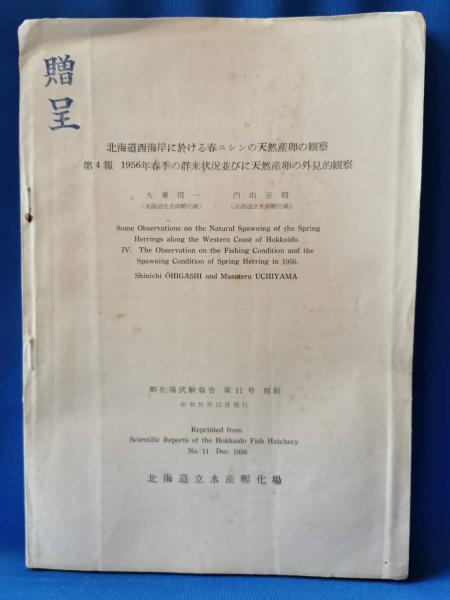 贈呈
北海道西海岸に於ける春ニシンの天然産卵の観察
第4報 1956年春季の群来状況並びに天然産卵の外見的観察
大東信一 内山正昭
(北海道立水産孵化場) (北海道立水産孵化場)
Some Observations on the Natural Spawning of the Spring
Herrings along the Western Coast of Hokkaido.
IV. The Observation on the Fishing Condition and the
Spawning Condition of Spring Herring in 1956.
Shinichi ŌHIGASHI and Masateru UCHIYAMA
孵化場試験報告 第11号 別刷
昭和31年12月発行
Reprinted from
Scientific Reports of the Hokkaido Fish Hatchery
No. 11 Dec. 1956
北海道立水産孵化場